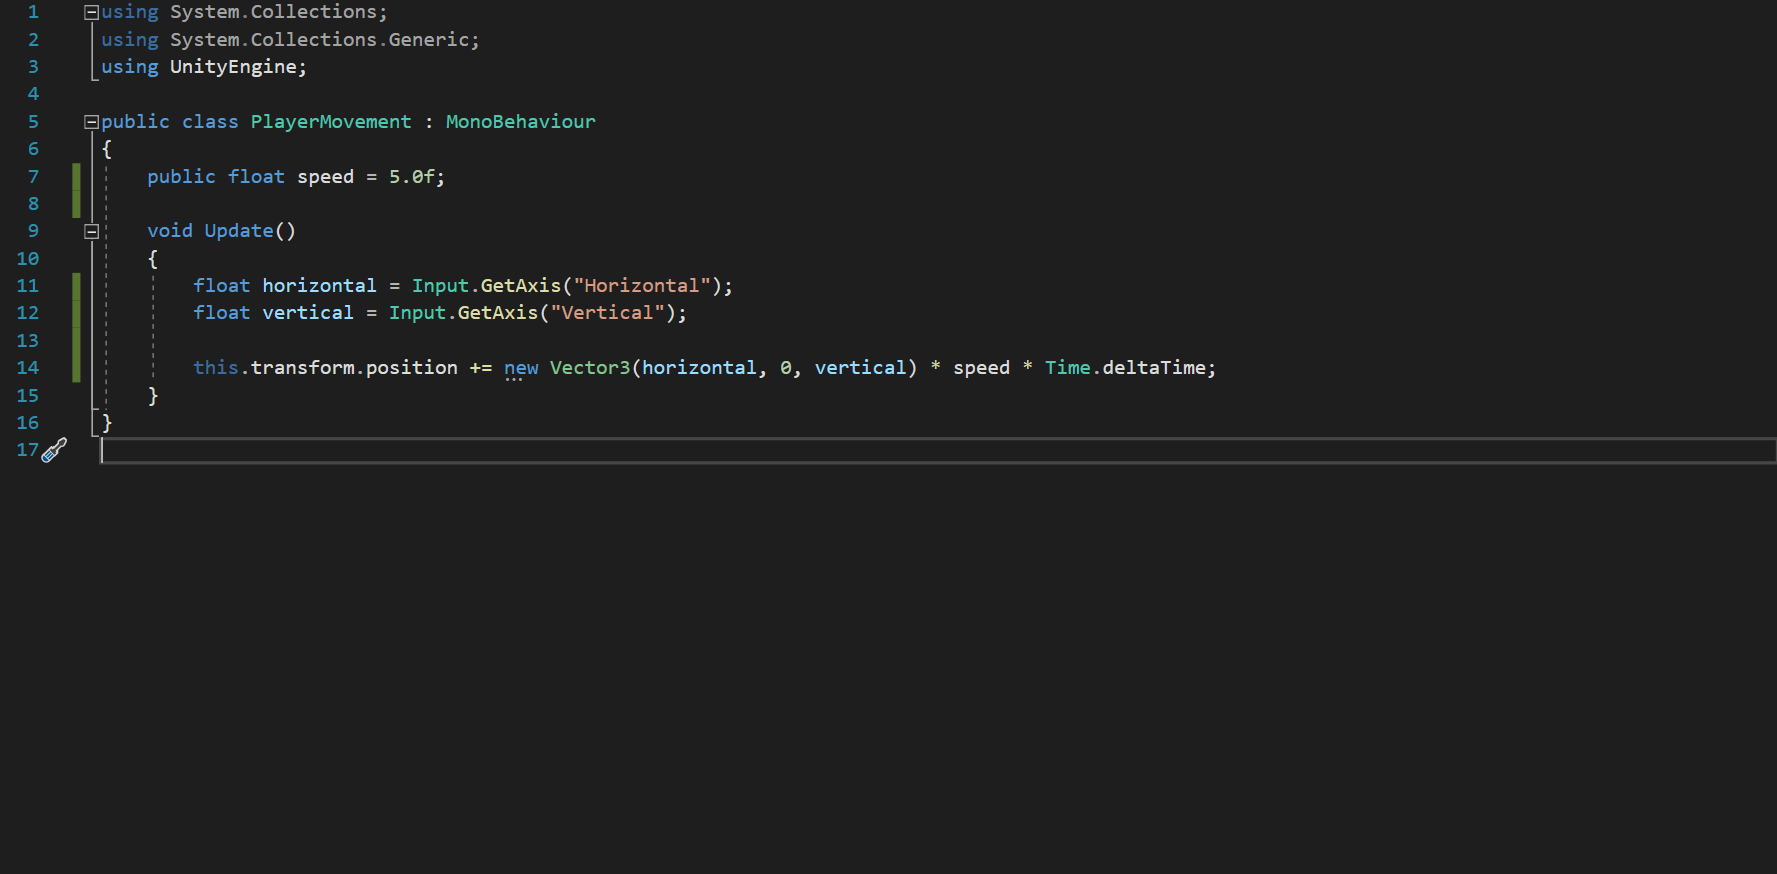 1 using System.Collections;
2 using System.Collections.Generic;
3 using UnityEngine;
4
5 public class PlayerMovement : MonoBehaviour
6 {
7     public float speed = 5.0f;
8
9     void Update()
10     {
11         float horizontal = Input.GetAxis("Horizontal");
12         float vertical = Input.GetAxis("Vertical");
13
14         this.transform.position += new Vector3(horizontal, 0, vertical) * speed * Time.deltaTime;
15     }
16 }
17